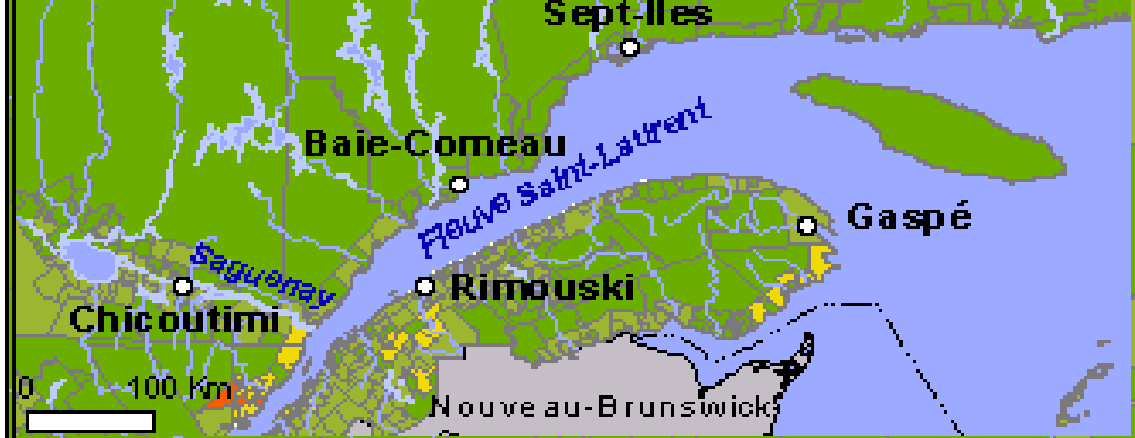 Sept-Iles
Baie-Comeau
Fleuve Saint-Laurent
Gaspé
Saguenay
Rimouski
Chicoutimi
0 100 Km
Nouveau-Brunswick